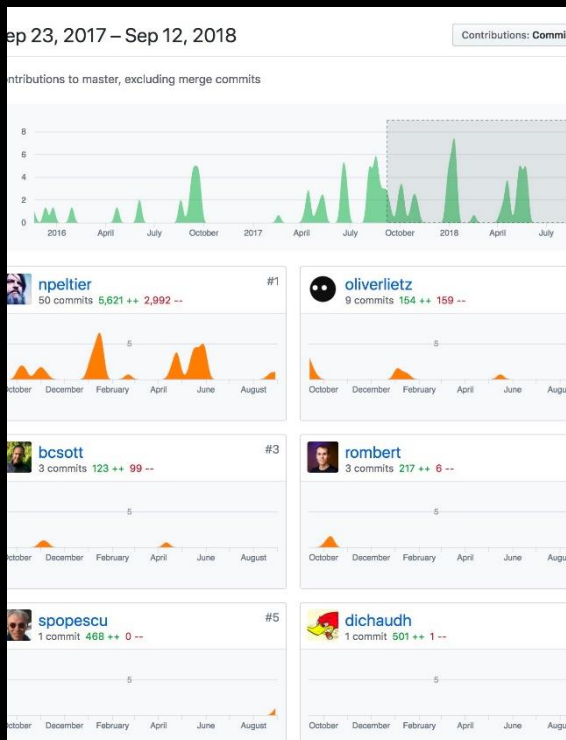 ep 23, 2017 – Sep 12, 2018
Contributions: Commi
ntributions to master, excluding merge commits
8
6
4
2
0
2016 April July October 2017 April July October 2018 April July
npeltier #1
50 commits 5,621 ++ 2,992 --
5
October December February April June August
oliverlietz
9 commits 154 ++ 159 --
5
October December February April June Augu
bcsott #3
3 commits 123 ++ 99 --
5
October December February April June August
rombert
3 commits 217 ++ 6 --
5
October December February April June Augu
spopescu #5
1 commit 468 ++ 0 --
5
October December February April June August
dichaudh
1 commit 501 ++ 1 --
5
October December February April June Augu